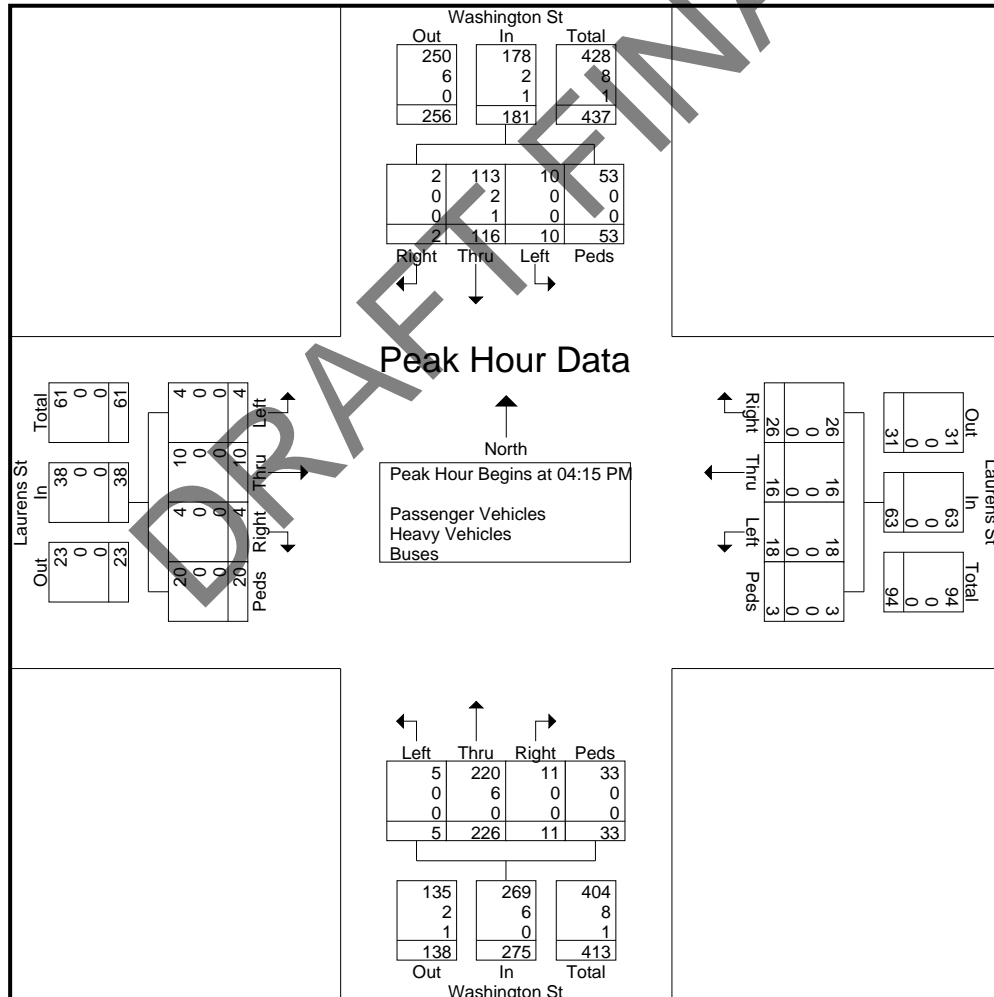 Washington St
Out In Total
250 178 428
6 2 8
0 1 1
256 181 437
2 113 10 53
0 2 0 0
0 1 0 0
2 116 10 53
Right Thru Left Peds
Peak Hour Data
North
Peak Hour Begins at 04:15 PM
Passenger Vehicles
Heavy Vehicles
Buses
Laurens St
Total In Out
61 38 23
0 0 0
0 0 0
61 38 23
Left Thru Right Peds
4 10 4 20
0 0 0 0
0 0 0 0
4 10 4 20
Right Thru Left Peds
26 16 18 3
0 0 0 0
0 0 0 0
26 16 18 3
Out In Total
31 63 94
0 0 0
0 0 0
31 63 94
Laurens St
Left Thru Right Peds
5 220 11 33
0 6 0 0
0 0 0 0
5 226 11 33
135 269 404
2 6 8
1 0 1
138 275 413
Out In Total
Washington St
DRAFT FINA